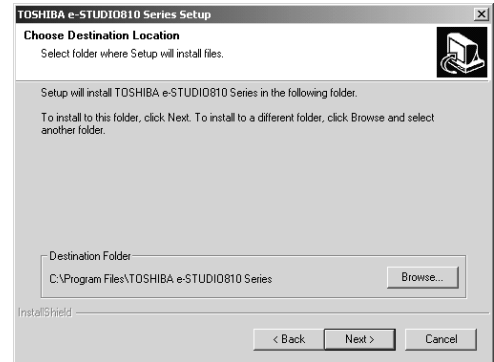 TOSHIBA e-STUDIO810 Series Setup
Choose Destination Location
Select folder where Setup will install files.
Setup will install TOSHIBA e-STUDIO810 Series in the following folder.
To install to this folder, click Next. To install to a different folder, click Browse and select
another folder.
Destination Folder
C:\Program Files\TOSHIBA e-STUDIO810 Series
Browse...
InstallShield
< Back
Next >
Cancel